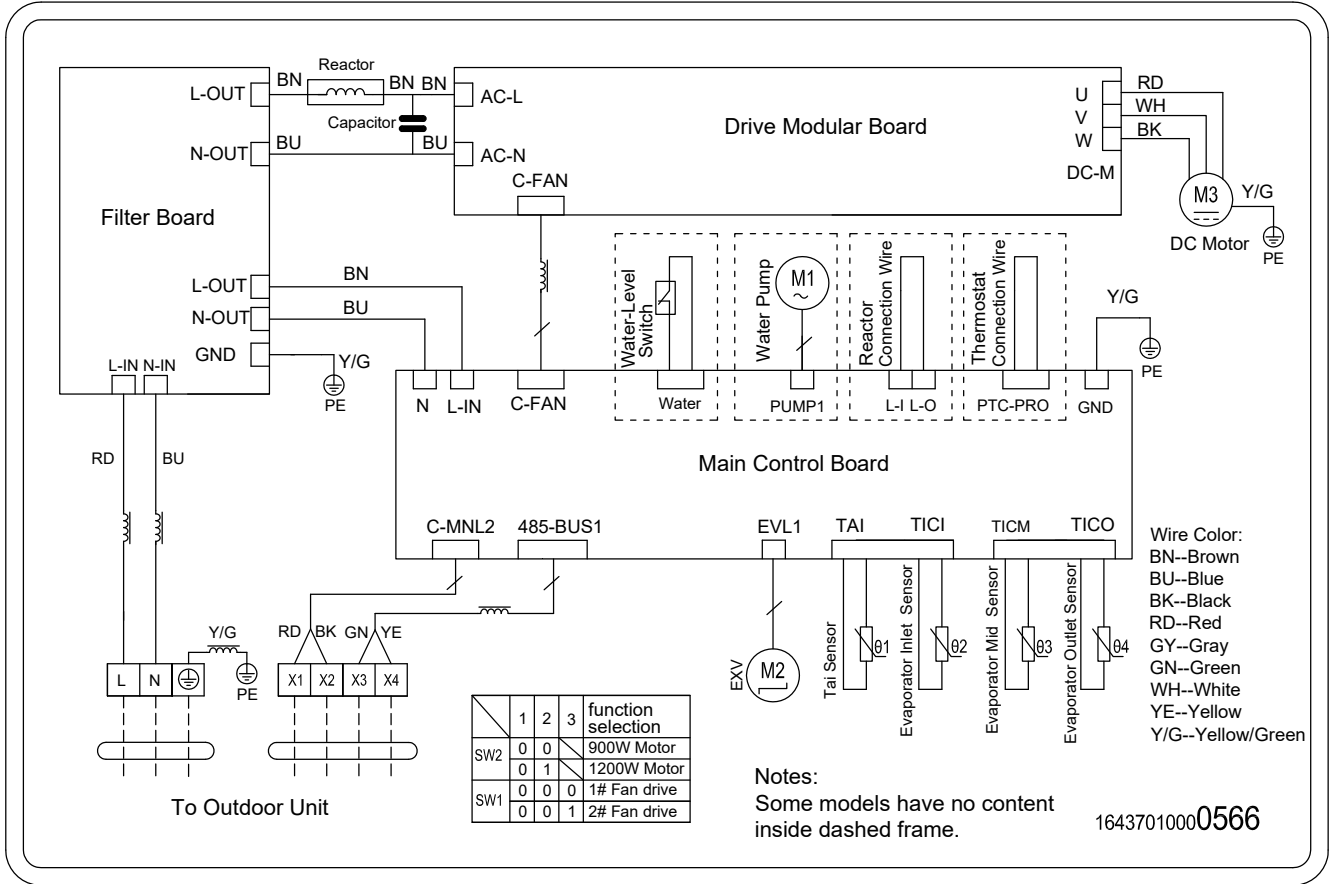 Reactor
L-OUT
BN
BN
BN
AC-L
Capacitor
N-OUT
BU
BU
AC-N
Drive Modular Board
U
V
W
RD
WH
BK
DC-M
C-FAN
Filter Board
M3
Y/G
DC Motor
PE
L-OUT
BN
N-OUT
BU
GND
Y/G
PE
L-IN N-IN
Water-Level
Switch
Water Pump
M1
~
Reactor
Connection Wire
Thermostat
Connection Wire
Y/G
PE
N
L-IN
C-FAN
Water
PUMP1
L-I L-O
PTC-PRO
GND
RD
BU
Main Control Board
C-MNL2
485-BUS1
EVL1
TAI
TICI
TICM
TICO
Wire Color:
BN--Brown
BU--Blue
BK--Black
RD--Red
GY--Gray
GN--Green
WH--White
YE--Yellow
Y/G--Yellow/Green
Y/G
PE
RD
BK
GN
YE
L
N
X1
X2
X3
X4
EXV
M2
Tai Sensor
θ1
Evaporator Inlet Sensor
θ2
Evaporator Mid Sensor
θ3
Evaporator Outlet Sensor
θ4
To Outdoor Unit
1 2 3 function
selection
SW2
0 0 900W Motor
0 1 1200W Motor
SW1
0 0 0 1# Fan drive
0 0 1 2# Fan drive
Notes:
Some models have no content
inside dashed frame.
16437010000566